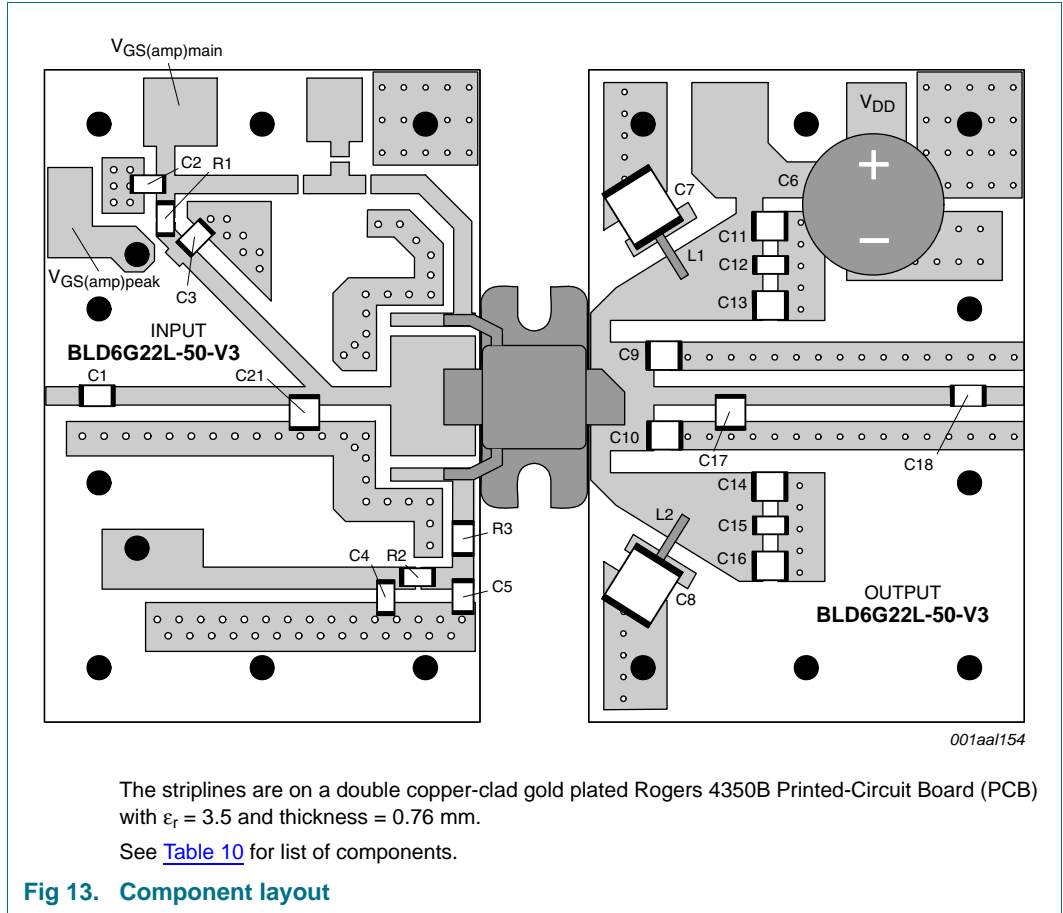 V_GS(amp)main
C2 R1
V_GS(amp)peak
C3
INPUT
BLD6G22L-50-V3
C1
C21
R3
C4 R2
C5
V_DD
+
−
C7
C6
L1
C11
C12
C13
C9
C10
C17
C18
C14
L2
C15
C16
C8
OUTPUT
BLD6G22L-50-V3
001aal154
The striplines are on a double copper-clad gold plated Rogers 4350B Printed-Circuit Board (PCB)
with εr = 3.5 and thickness = 0.76 mm.
See Table 10 for list of components.
Fig 13. Component layout